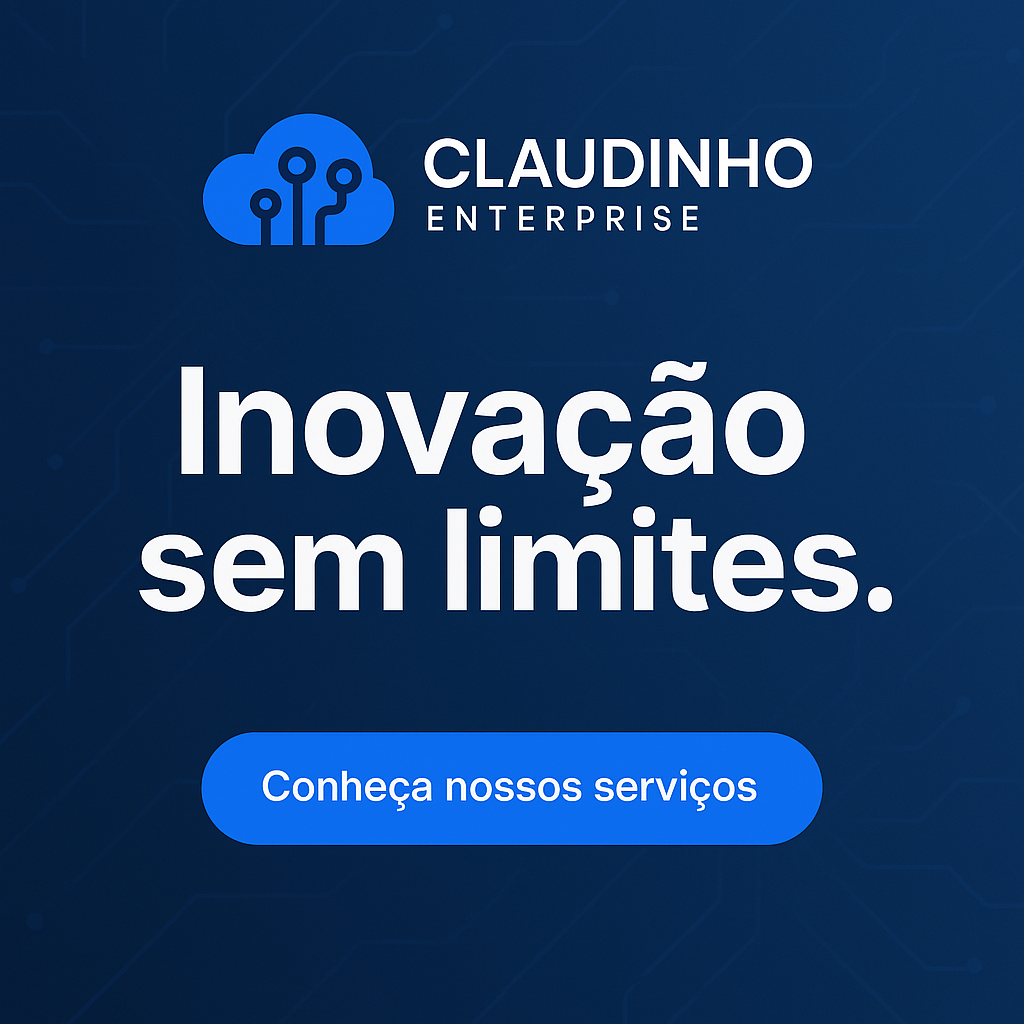 CLAUDINHO
ENTERPRISE
Inovação
sem limites.
Conheça nossos serviços